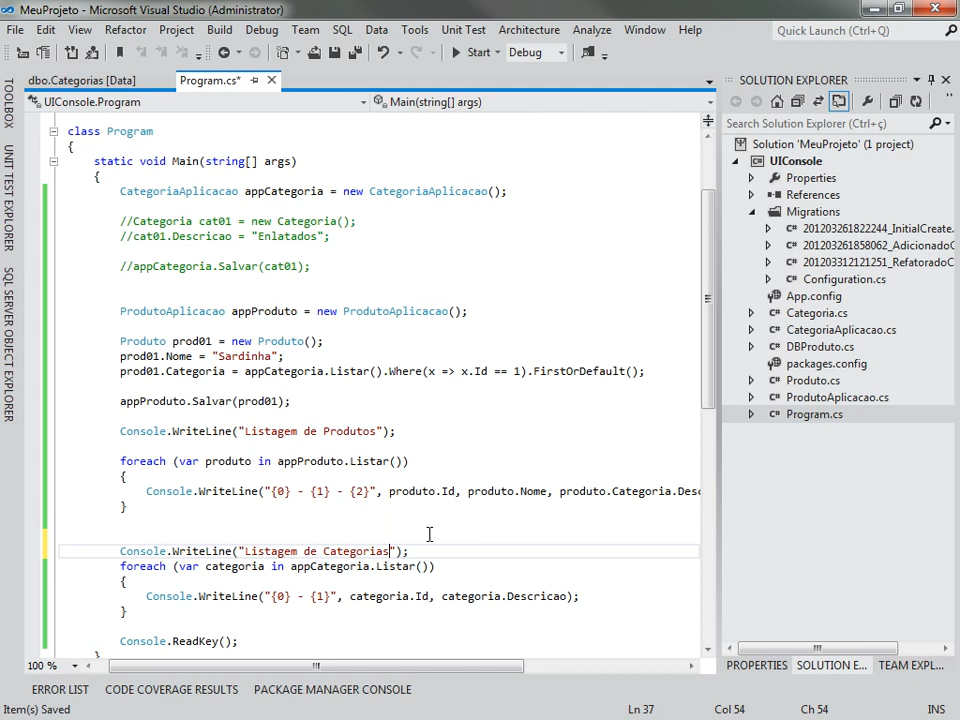 MeuProjeto - Microsoft Visual Studio (Administrator)
File Edit View Refactor Project Build Debug Team SQL Data Tools Unit Test Architecture Analyze Window Help
Quick Launch (Ctrl+Q)
Start Debug
dbo.Categorias [Data] Program.cs*
UIConsole.Program Main(string[] args)
TOOLBOX
UNIT TEST EXPLORER
SQL SERVER OBJECT EXPLORER
class Program
{
static void Main(string[] args)
{
CategoriaAplicacao appCategoria = new CategoriaAplicacao();
//Categoria cat01 = new Categoria();
//cat01.Descricao = "Enlatados";
//appCategoria.Salvar(cat01);
ProdutoAplicacao appProduto = new ProdutoAplicacao();
Produto prod01 = new Produto();
prod01.Nome = "Sardinha";
prod01.Categoria = appCategoria.Listar().Where(x => x.Id == 1).FirstOrDefault();
appProduto.Salvar(prod01);
Console.WriteLine("Listagem de Produtos");
foreach (var produto in appProduto.Listar())
{
Console.WriteLine("{0} - {1} - {2}", produto.Id, produto.Nome, produto.Categoria.Desc
}
Console.WriteLine("Listagem de Categorias");
foreach (var categoria in appCategoria.Listar())
{
Console.WriteLine("{0} - {1}", categoria.Id, categoria.Descricao);
}
Console.ReadKey();
}
100 %
SOLUTION EXPLORER
Search Solution Explorer (Ctrl+ç)
Solution 'MeuProjeto' (1 project)
UIConsole
Properties
References
Migrations
201203261822244_InitialCreate.
201203261858062_AdicionadoC
201203312121251_RefatoradoC
Configuration.cs
App.config
Categoria.cs
CategoriaAplicacao.cs
DBProduto.cs
packages.config
Produto.cs
ProdutoAplicacao.cs
Program.cs
PROPERTIES SOLUTION E... TEAM EXPL...
ERROR LIST CODE COVERAGE RESULTS PACKAGE MANAGER CONSOLE
Item(s) Saved Ln 37 Col 54 Ch 54 INS